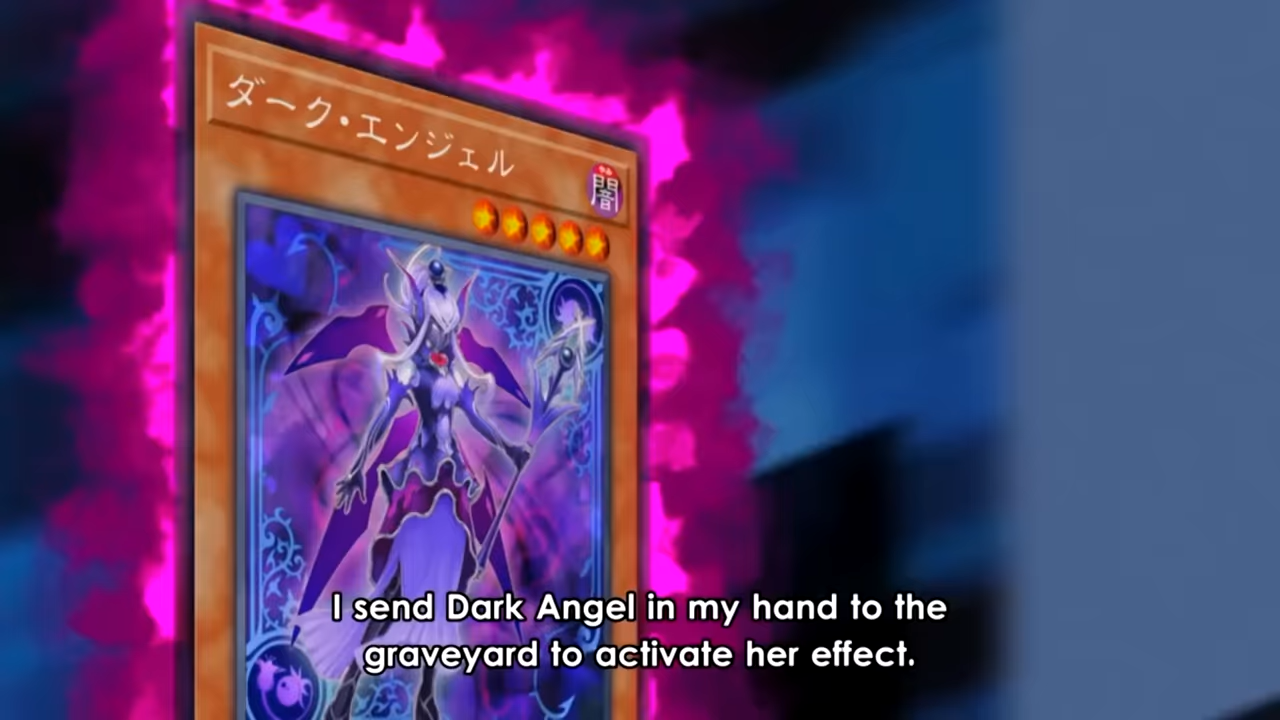 ダーク・エンジェル
闇
I send Dark Angel in my hand to the
graveyard to activate her effect.